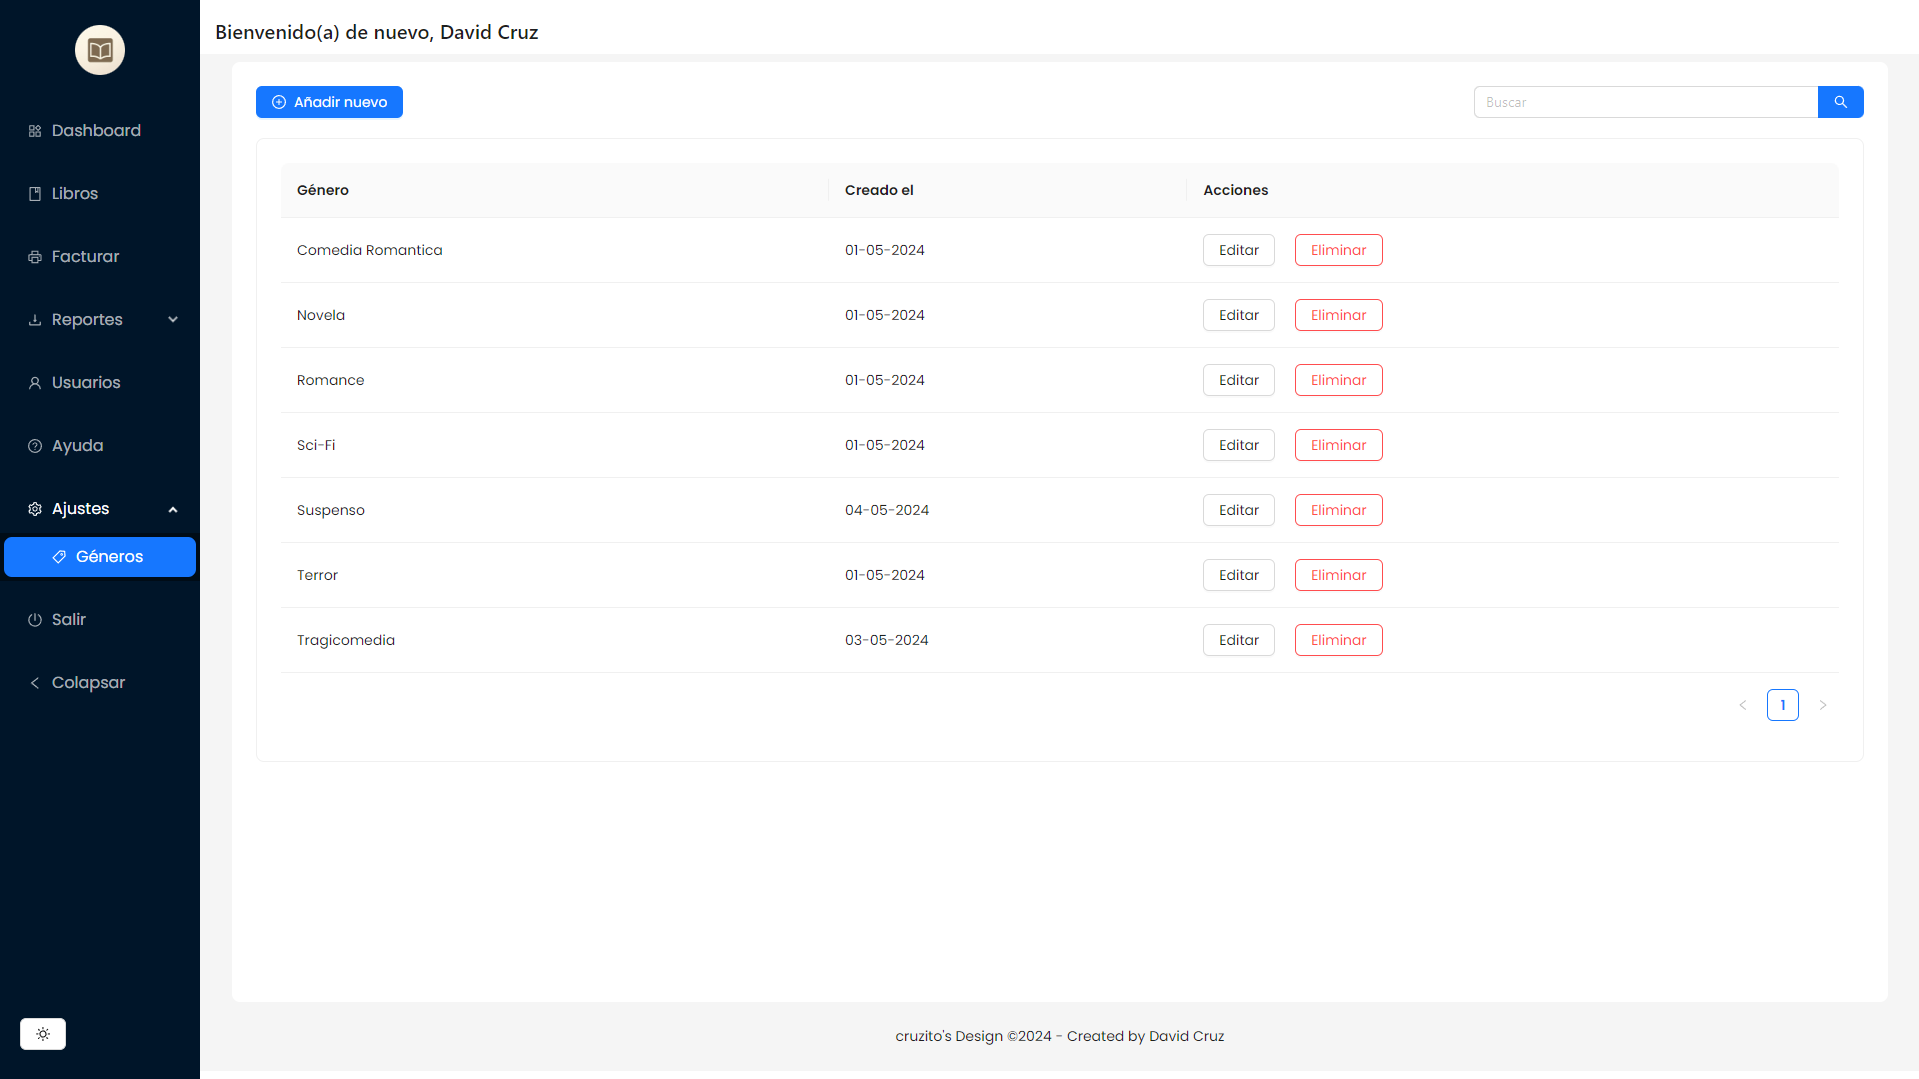 Bienvenido(a) de nuevo, David Cruz
Dashboard
Libros
Facturar
Reportes
Usuarios
Ayuda
Ajustes
Géneros
Salir
Colapsar
Añadir nuevo
Buscar
Género Creado el Acciones
Comedia Romantica 01-05-2024 Editar Eliminar
Novela 01-05-2024 Editar Eliminar
Romance 01-05-2024 Editar Eliminar
Sci-Fi 01-05-2024 Editar Eliminar
Suspenso 04-05-2024 Editar Eliminar
Terror 01-05-2024 Editar Eliminar
Tragicomedia 03-05-2024 Editar Eliminar
1
cruzito's Design ©2024 - Created by David Cruz